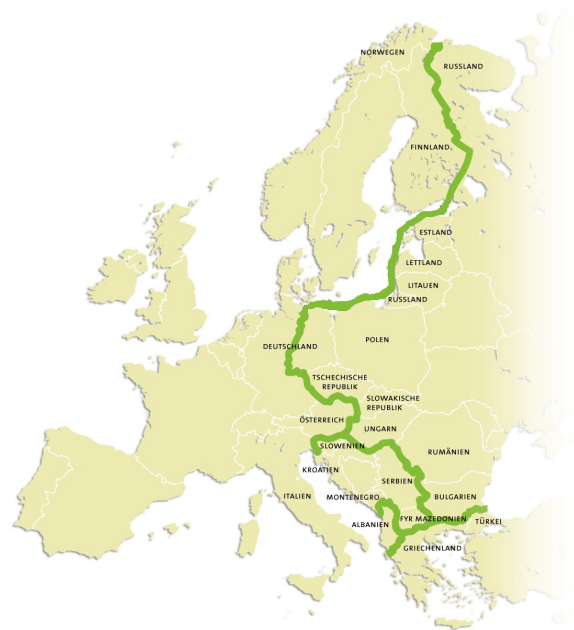 NORWEGEN
RUSSLAND
FINNLAND
ESTLAND
LETTLAND
LITAUEN
RUSSLAND
POLEN
DEUTSCHLAND
TSCHECHISCHE
REPUBLIK
SLOWAKISCHE
REPUBLIK
ÖSTERREICH
UNGARN
SLOWENIEN
RUMÄNIEN
KROATIEN
SERBIEN
ITALIEN
MONTENEGRO
BULGARIEN
ALBANIEN
FYR MAZEDONIEN
TÜRKEI
GRIECHENLAND